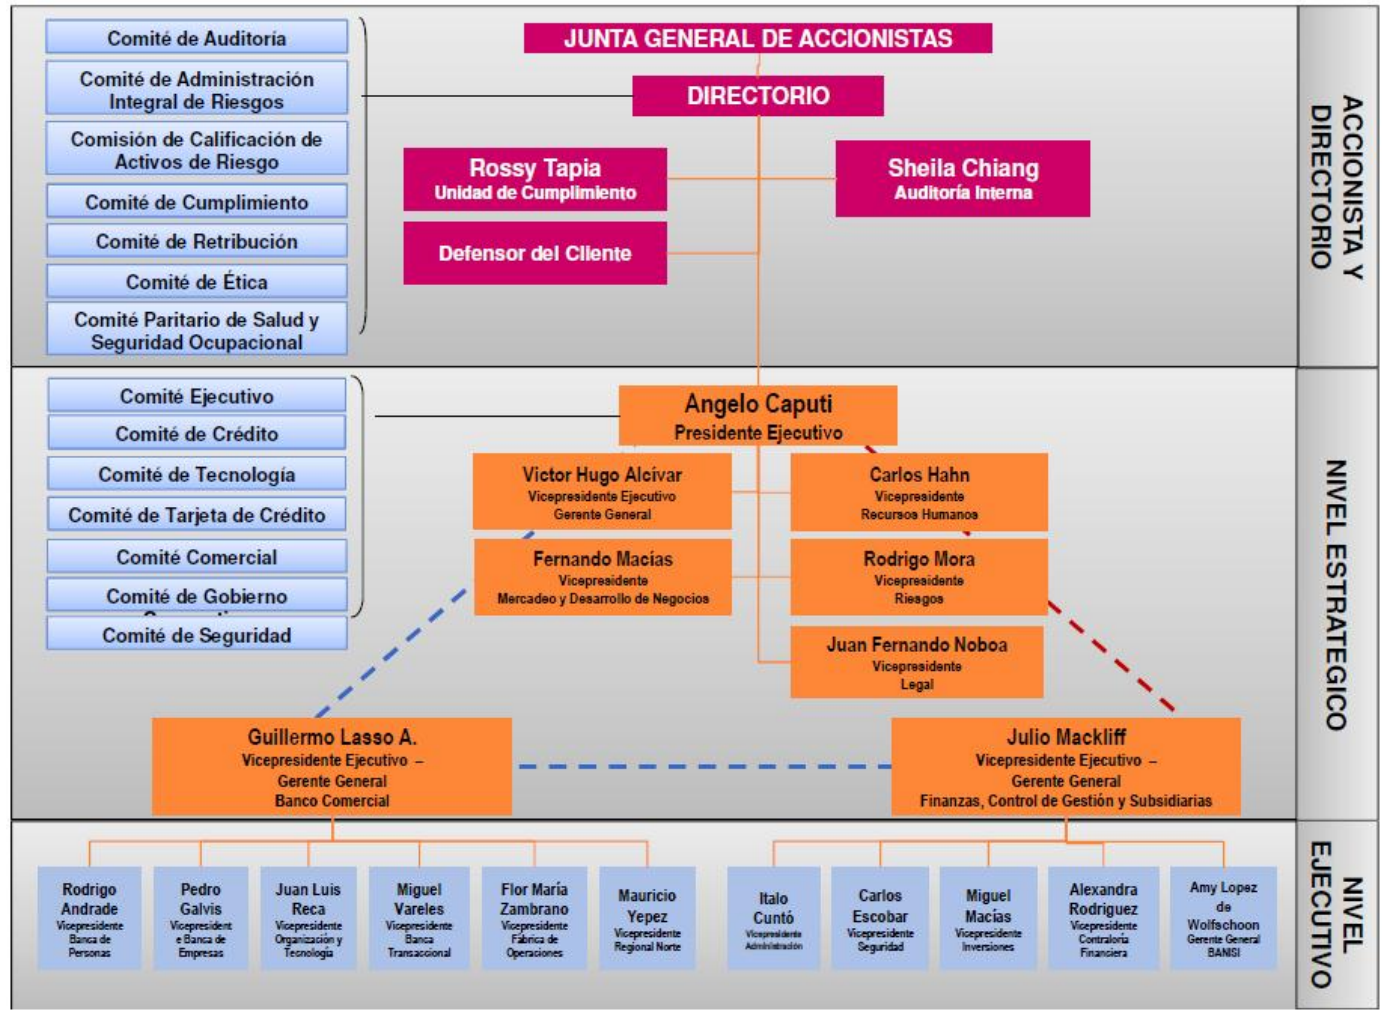 Comité de Auditoría
Comité de Administración
Integral de Riesgos
Comisión de Calificación de
Activos de Riesgo
Comité de Cumplimiento
Comité de Retribución
Comité de Ética
Comité Paritario de Salud y
Seguridad Ocupacional
JUNTA GENERAL DE ACCIONISTAS
DIRECTORIO
Rossy Tapia
Unidad de Cumplimiento
Sheila Chiang
Auditoría Interna
Defensor del Cliente
ACCIONISTA Y
DIRECTORIO
Comité Ejecutivo
Comité de Crédito
Comité de Tecnología
Comité de Tarjeta de Crédito
Comité Comercial
Comité de Gobierno
Comité de Seguridad
Angelo Caputi
Presidente Ejecutivo
Victor Hugo Alcívar
Vicepresidente Ejecutivo
Gerente General
Carlos Hahn
Vicepresidente
Recursos Humanos
Fernando Macías
Vicepresidente
Mercadeo y Desarrollo de Negocios
Rodrigo Mora
Vicepresidente
Riesgos
Juan Fernando Noboa
Vicepresidente
Legal
Guillermo Lasso A.
Vicepresidente Ejecutivo –
Gerente General
Banco Comercial
Julio Mackliff
Vicepresidente Ejecutivo –
Gerente General
Finanzas, Control de Gestión y Subsidiarias
NIVEL ESTRATEGICO
Rodrigo
Andrade
Vicepresidente
Banca de
Personas
Pedro
Galvis
Vicepresident
e Banca de
Empresas
Juan Luis
Reca
Vicepresidente
Organización y
Tecnología
Miguel
Vareles
Vicepresidente
Banca
Transaccional
Flor María
Zambrano
Vicepresidente
Fábrica de
Operaciones
Mauricio
Yepez
Vicepresidente
Regional Norte
Italo
Cuntó
Vicepresidente
Administración
Carlos
Escobar
Vicepresidente
Seguridad
Miguel
Macías
Vicepresidente
Inversiones
Alexandra
Rodriguez
Vicepresidente
Contraloría
Financiera
Amy Lopez
de
Wolfschoon
Gerente General
BANISI
NIVEL
EJECUTIVO